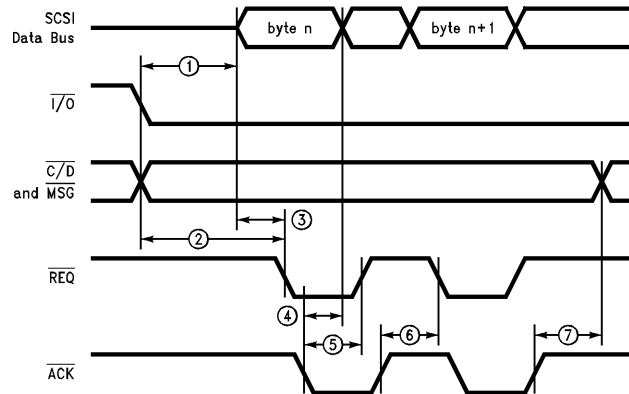 SCSI
Data Bus
byte n
byte n+1
1
I/O
C/D
and MSG
3
2
REQ
4
5
6
7
ACK